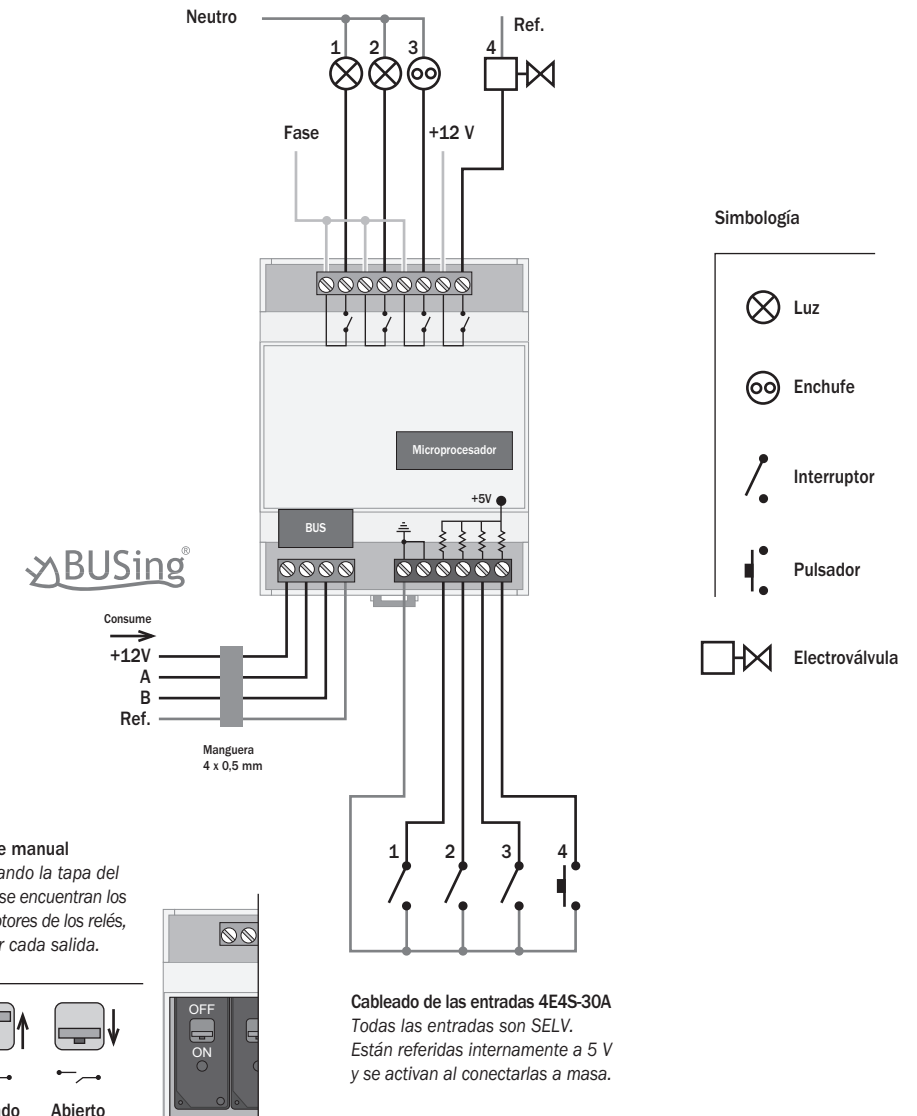 Neutro
Ref.
1
2
3
4
Fase
+12 V
Simbología
Luz
Enchufe
Interruptor
Pulsador
Electroválvula
Microprocesador
+5V
BUS
BUSing®
Consume
+12V
A
B
Ref.
Manguera
4 x 0,5 mm
1
2
3
4
e manual
ando la tapa del
se encuentran los
otores de los relés,
r cada salida.
OFF
ON
do
Abierto
Cableado de las entradas 4E4S-30A
Todas las entradas son SELV.
Están referidas internamente a 5 V
y se activan al conectarlas a masa.